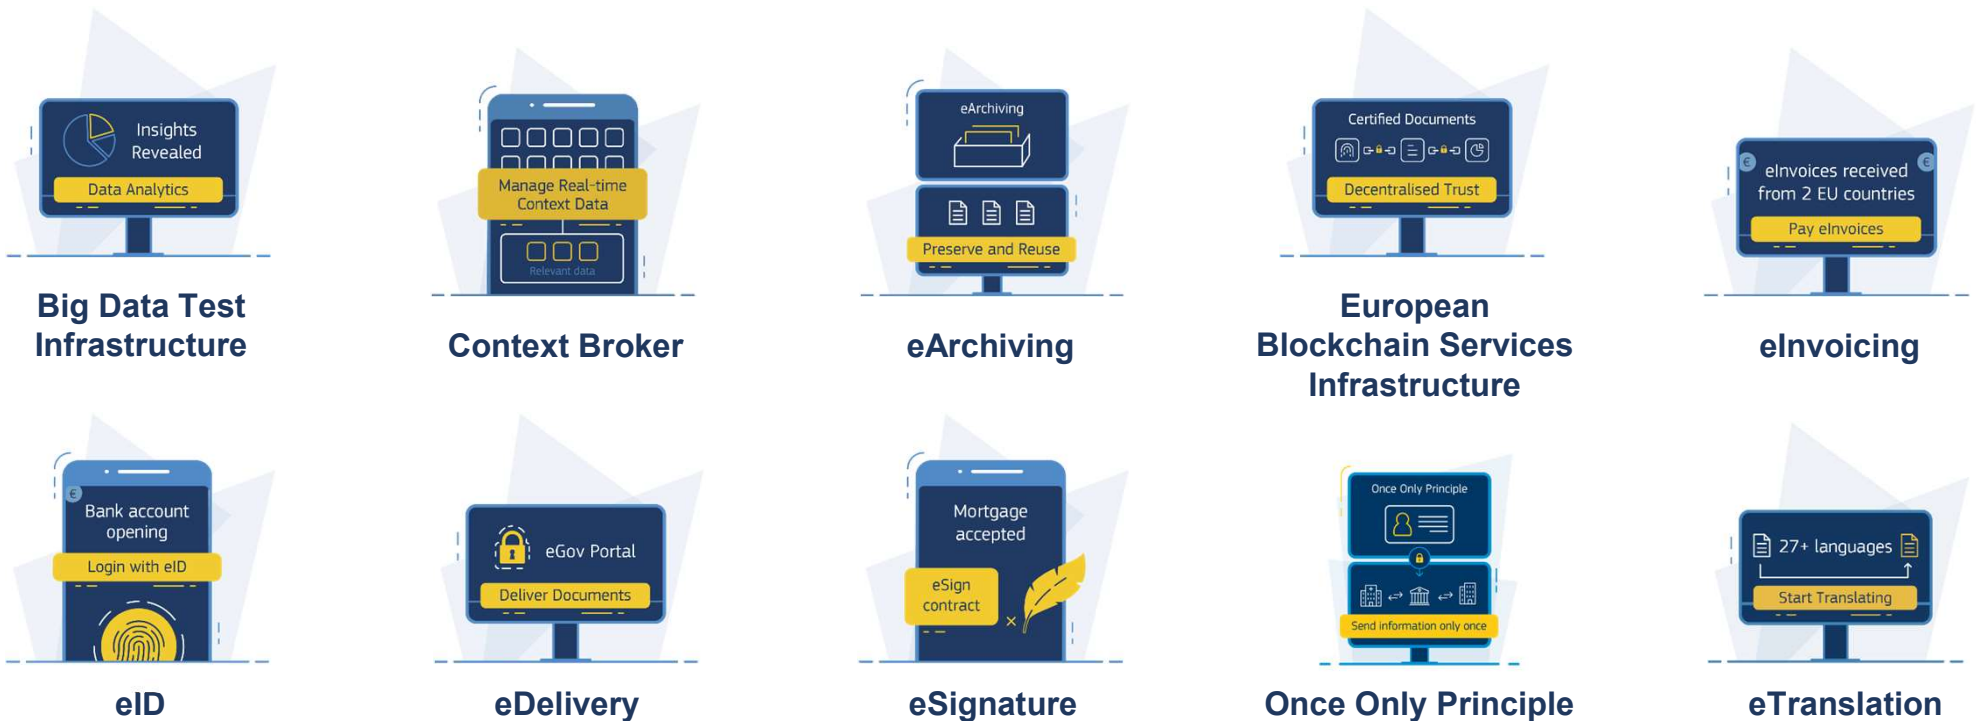 Insights
Revealed
Data Analytics
Big Data Test
Infrastructure
Manage Real-time
Context Data
Relevant data
Context Broker
eArchiving
Preserve and Reuse
eArchiving
Certified Documents
Decentralised Trust
European
Blockchain Services
Infrastructure
€
€
eInvoices received
from 2 EU countries
Pay eInvoices
eInvoicing
€
Bank account
opening
Login with eID
eID
eGov Portal
Deliver Documents
eDelivery
Mortgage
accepted
eSign
contract
×
eSignature
Once Only Principle
Send information only once
Once Only Principle
27+ languages
Start Translating
eTranslation